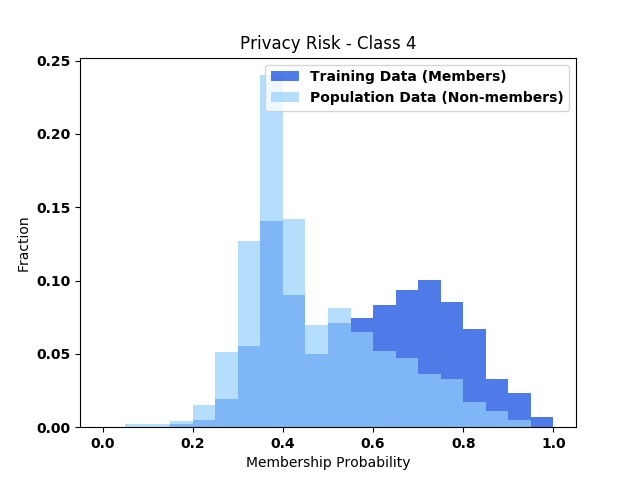 Privacy Risk - Class 4
Training Data (Members)
Population Data (Non-members)
Fraction
0.25
0.20
0.15
0.10
0.05
0.00
0.0 0.2 0.4 0.6 0.8 1.0
Membership Probability